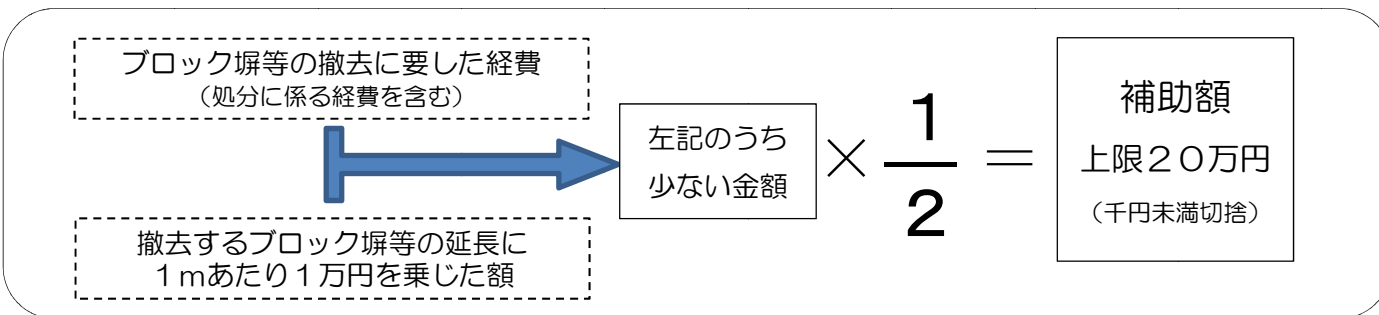 ブロック塀等の撤去に要した経費
（処分に係る経費を含む）
撤去するブロック塀等の延長に
１ｍあたり１万円を乗じた額
左記のうち
少ない金額
×
1
2
＝
補助額
上限２０万円
（千円未満切捨）